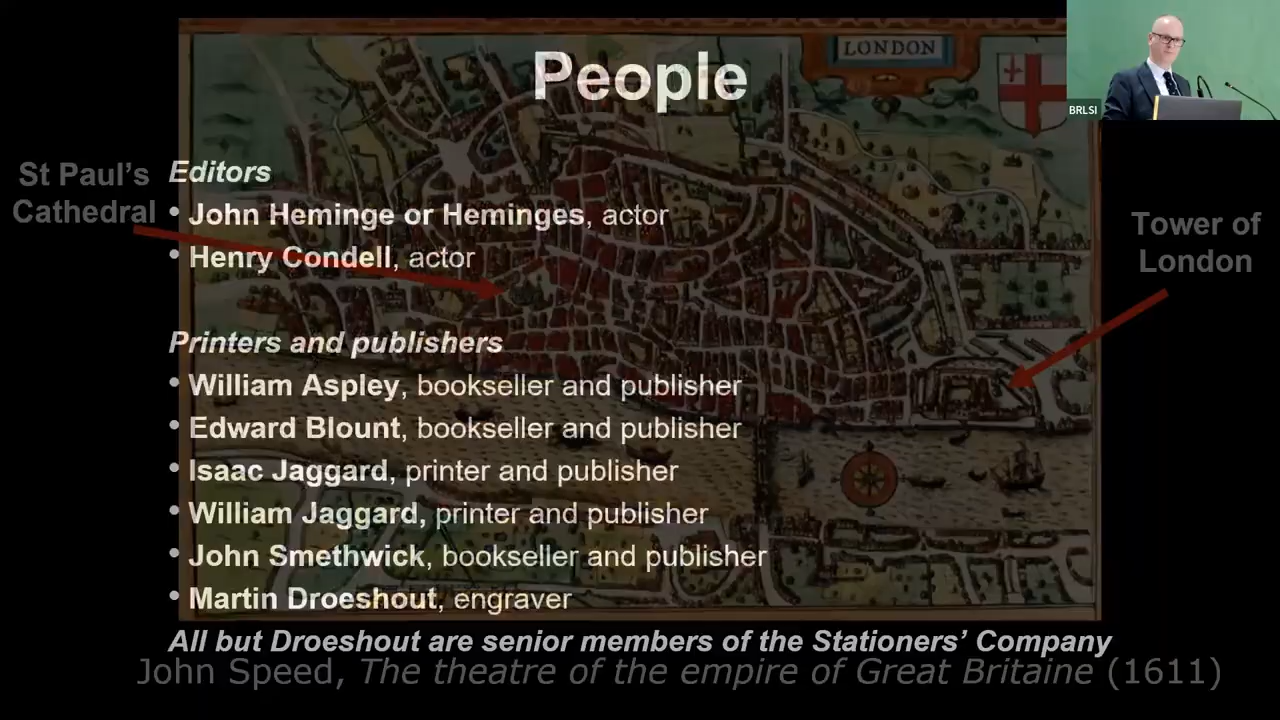 People
LONDON
BRLSI
St Paul’s
Cathedral
Editors
• John Heminge or Heminges, actor
• Henry Condell, actor
Tower of
London
Printers and publishers
• William Aspley, bookseller and publisher
• Edward Blount, bookseller and publisher
• Isaac Jaggard, printer and publisher
• William Jaggard, printer and publisher
• John Smethwick, bookseller and publisher
• Martin Droeshout, engraver
All but Droeshout are senior members of the Stationers’ Company
John Speed, The theatre of the empire of Great Britaine (1611)